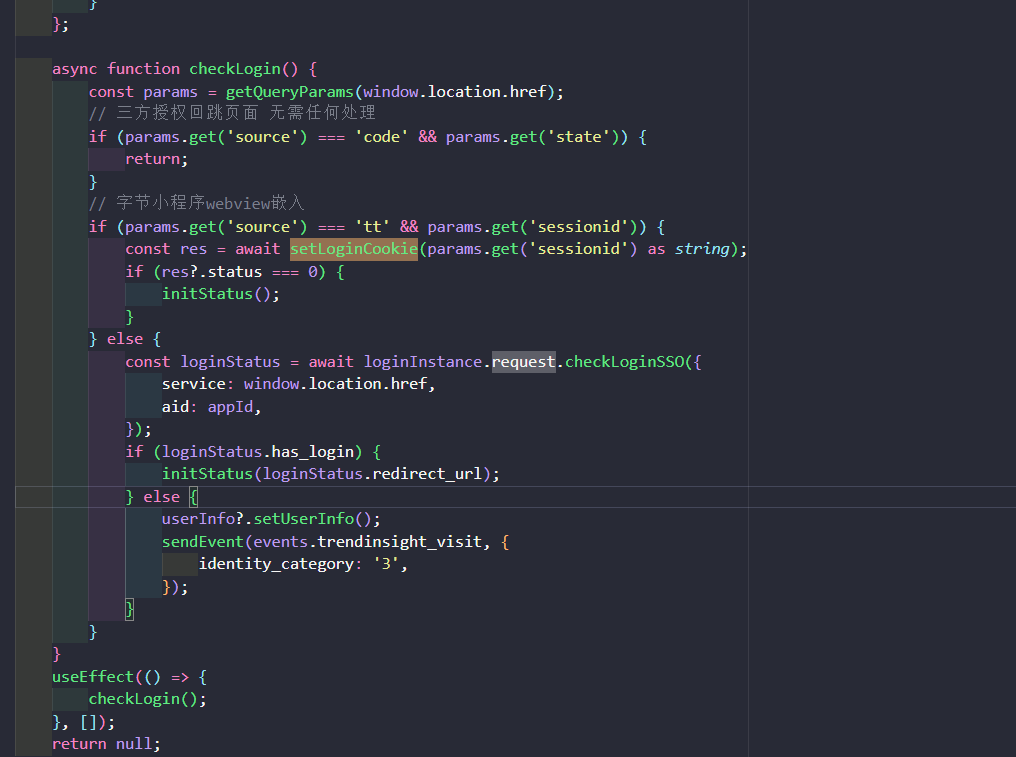 }
};
async function checkLogin() {
const params = getQueryParams(window.location.href);
// 三方授权回跳页面 无需任何处理
if (params.get('source') === 'code' && params.get('state')) {
return;
}
// 字节小程序webview嵌入
if (params.get('source') === 'tt' && params.get('sessionid')) {
const res = await setLoginCookie(params.get('sessionid') as string);
if (res?.status === 0) {
initStatus();
}
} else {
const loginStatus = await loginInstance.request.checkLoginSSO({
service: window.location.href,
aid: appId,
});
if (loginStatus.has_login) {
initStatus(loginStatus.redirect_url);
} else {
userInfo?.setUserInfo();
sendEvent(events.trendinsight_visit, {
identity_category: '3',
});
}
}
}
useEffect(() => {
checkLogin();
}, []);
return null;